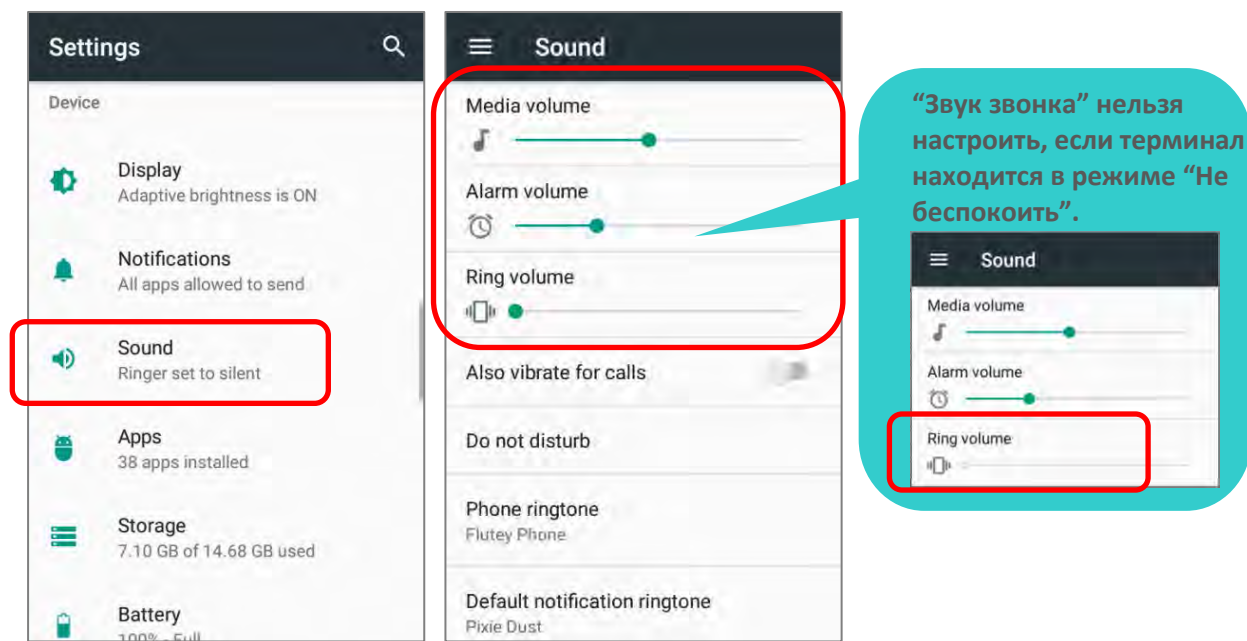 Settings
Device
Display
Adaptive brightness is ON
Notifications
All apps allowed to send
Sound
Ringer set to silent
Apps
38 apps installed
Storage
7.10 GB of 14.68 GB used
Battery
100% - Full
Sound
Media volume
Alarm volume
Ring volume
Also vibrate for calls
Do not disturb
Phone ringtone
Flutey Phone
Default notification ringtone
Pixie Dust
“Звук звонка” нельзя
настроить, если терминал
находится в режиме “Не
беспокоить”.
Sound
Media volume
Alarm volume
Ring volume